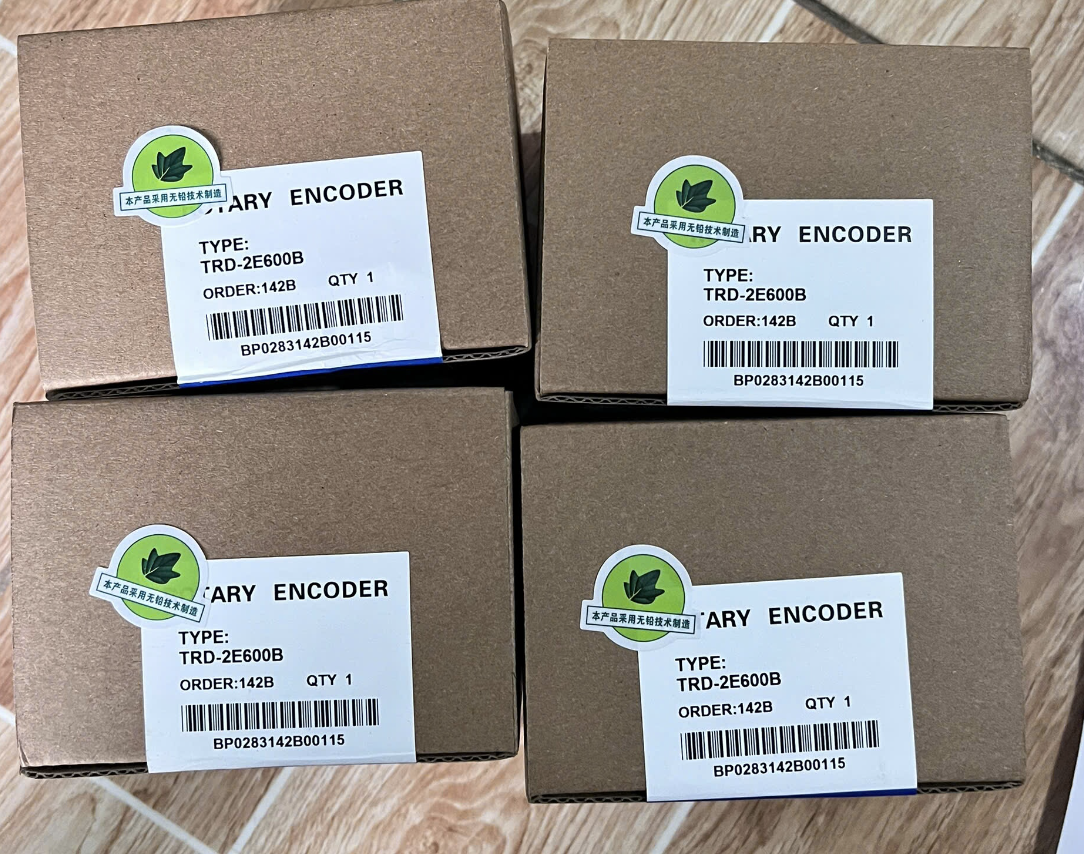 本产品采用无铅技术制造
TARY ENCODER
TYPE:
TRD-2E600B
ORDER:142B QTY 1
BP0283142B00115
本产品采用无铅技术制造
ARY ENCODER
TYPE:
TRD-2E600B
ORDER:142B QTY 1
BP0283142B00115
本产品采用无铅技术制造
TARY ENCODER
TYPE:
TRD-2E600B
ORDER:142B QTY 1
BP0283142B00115
本产品采用无铅技术制造
TARY ENCODER
TYPE:
TRD-2E600B
ORDER:142B QTY 1
BP0283142B00115